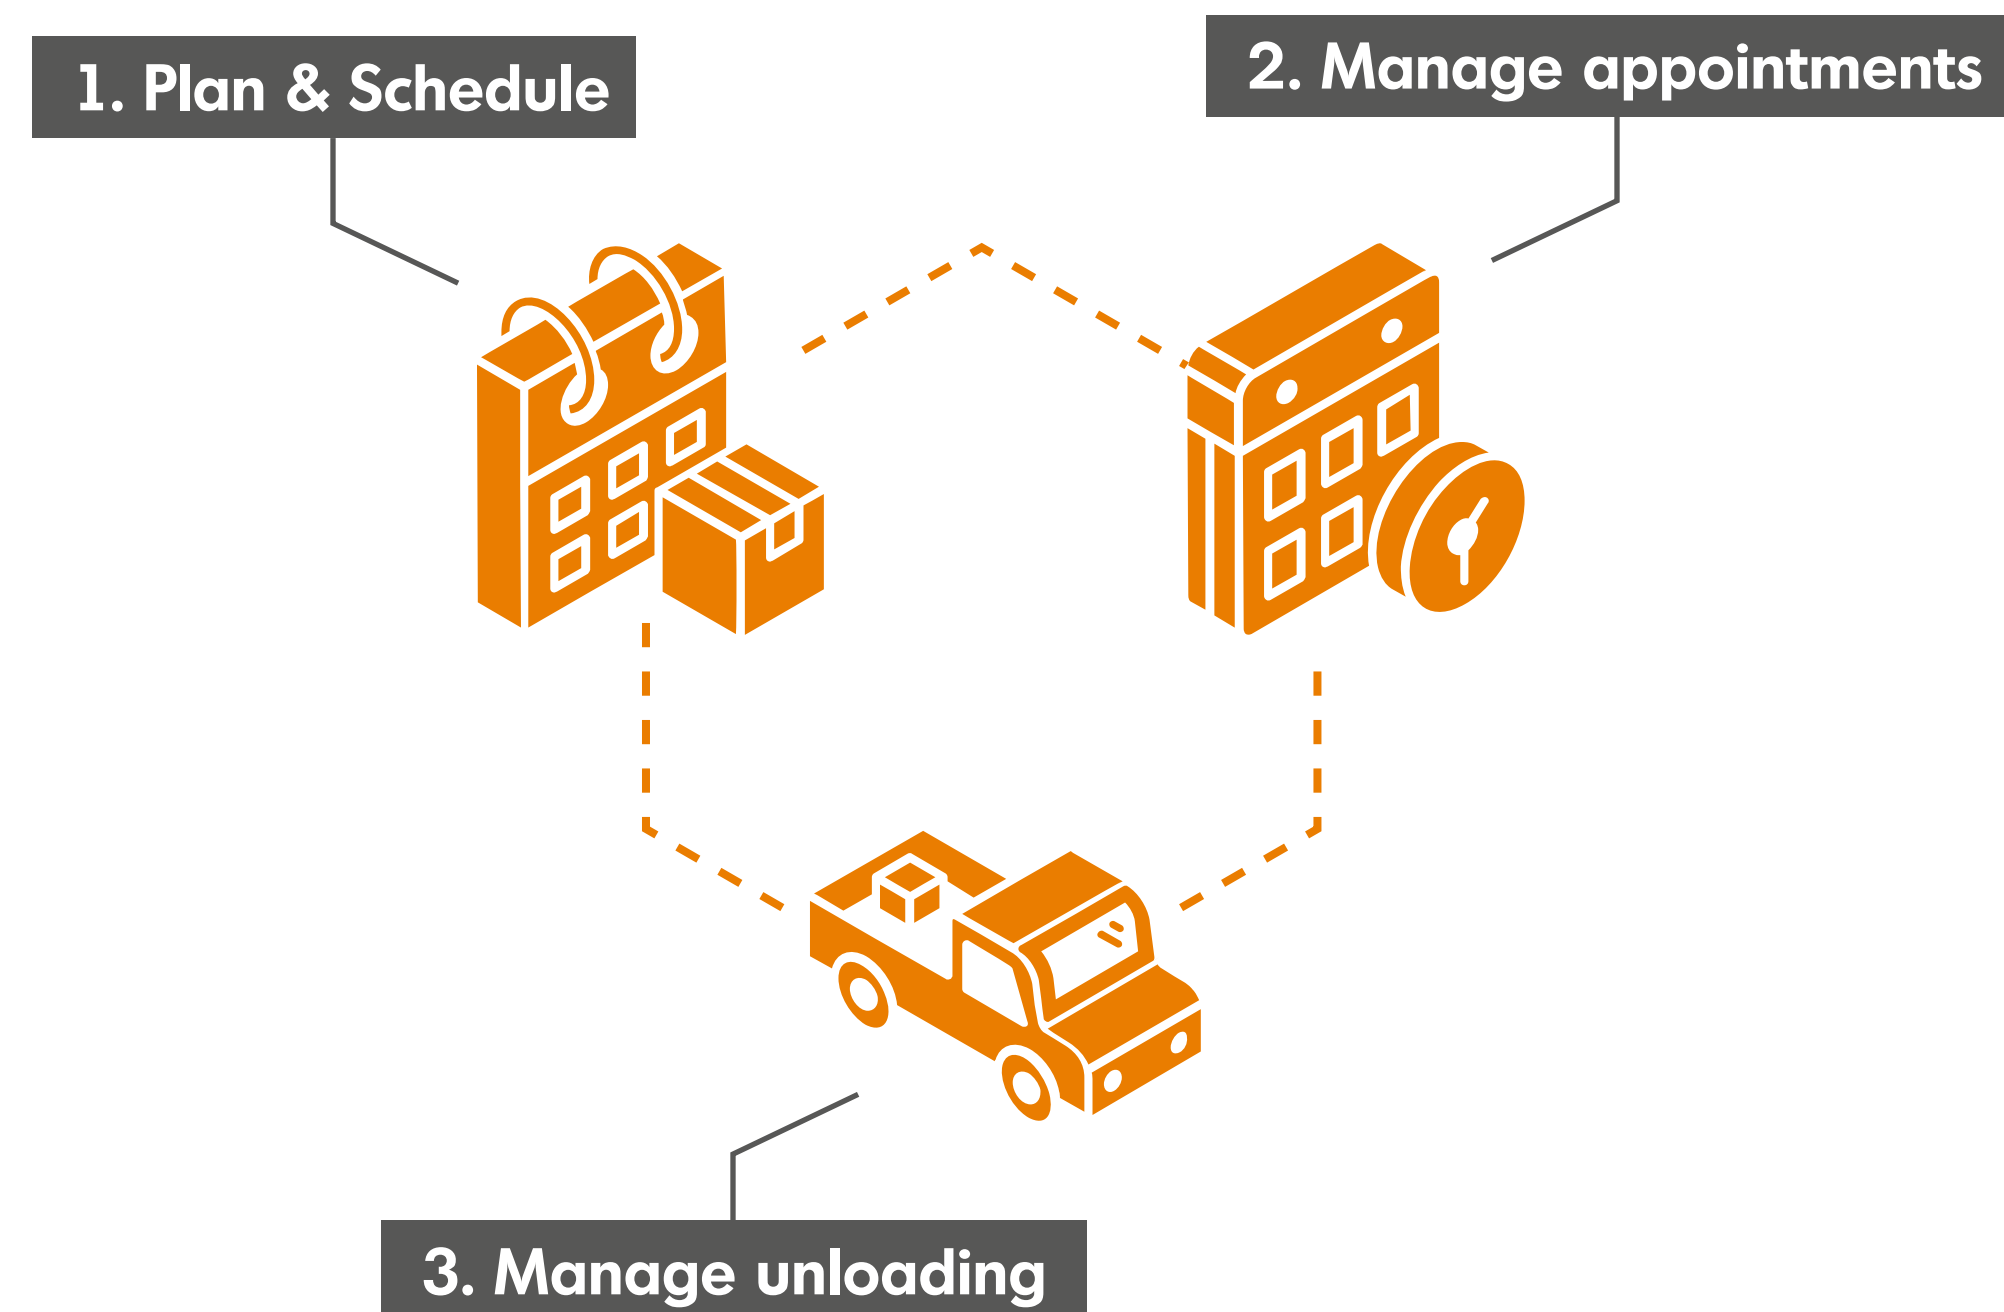 1. Plan & Schedule
2. Manage appointments
3. Manage unloading